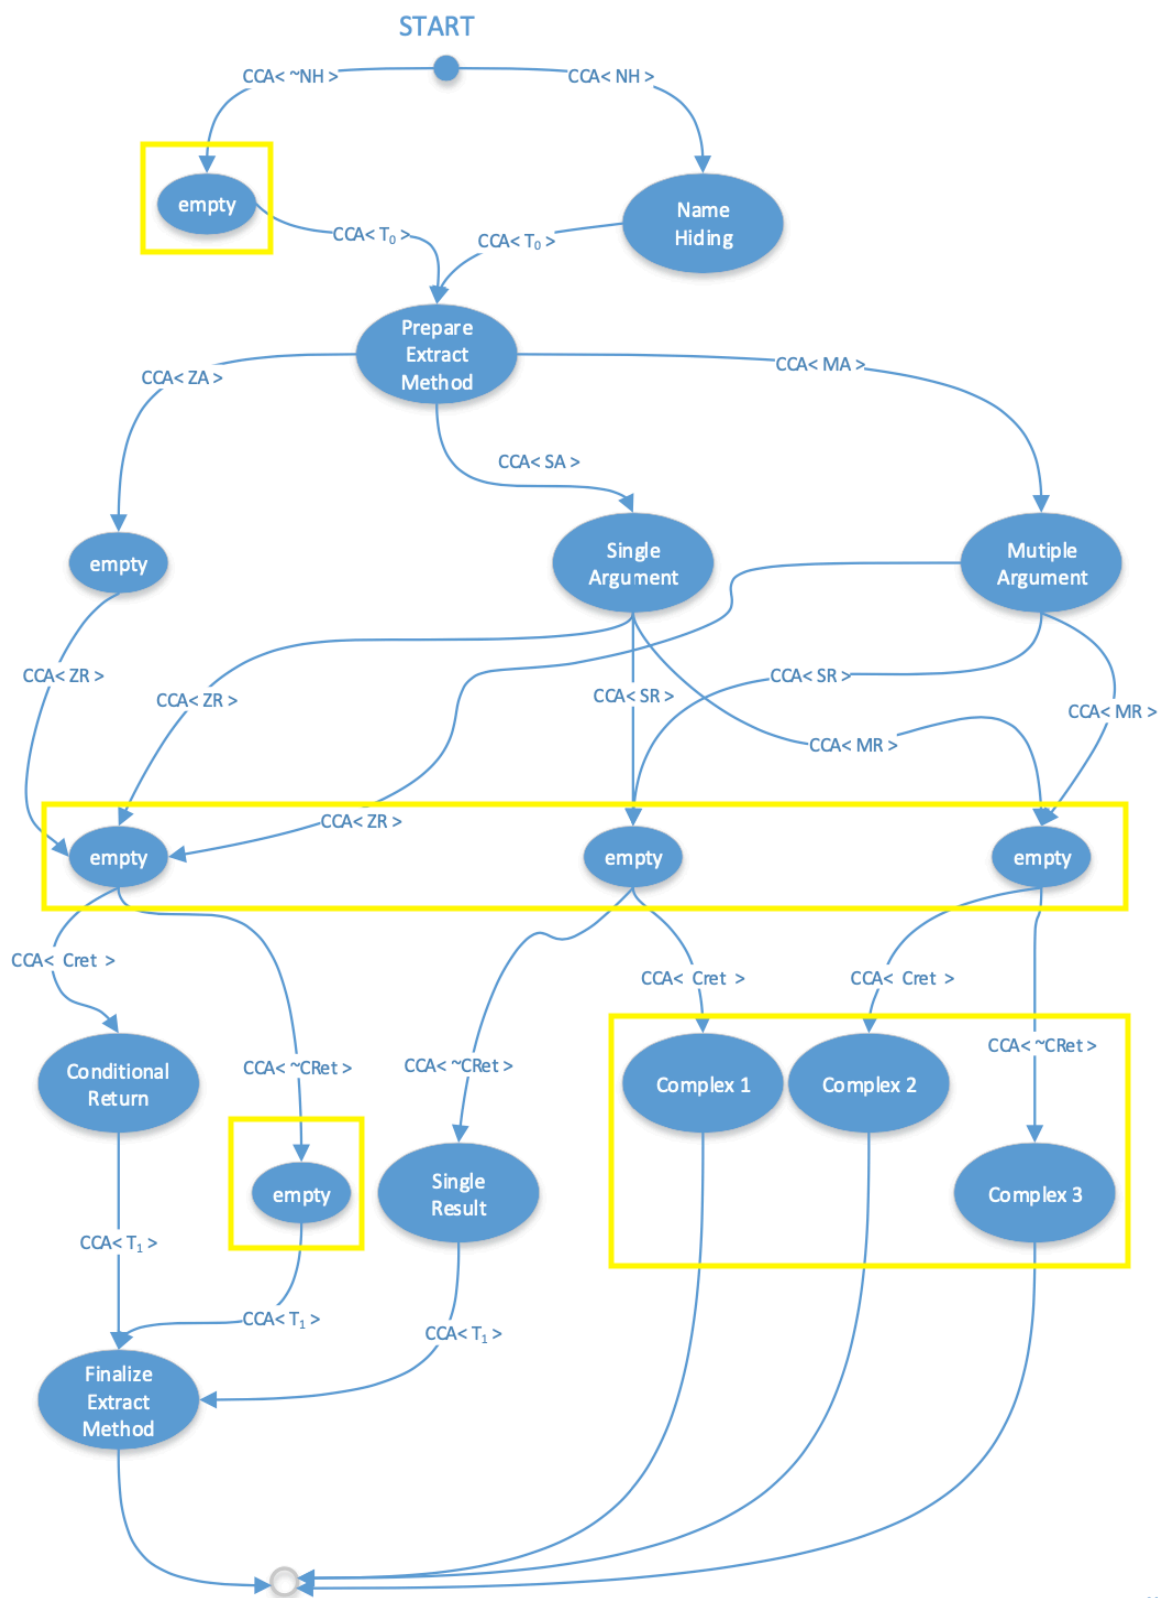 START
CCA< ~NH >
CCA< NH >
empty
Name
Hiding
CCA< T₀ >
CCA< T₀ >
Prepare
Extract
Method
CCA< ZA >
CCA< MA >
CCA< SA >
empty
Single
Argument
Mutiple
Argument
CCA< ZR >
CCA< ZR >
CCA< SR >
CCA< SR >
CCA< MR >
CCA< MR >
CCA< ZR >
empty
empty
empty
CCA< Cret >
CCA< Cret >
CCA< Cret >
CCA< ~CRet >
CCA< ~CRet >
CCA< ~CRet >
Conditional
Return
Complex 1
Complex 2
empty
Single
Result
Complex 3
CCA< T₁ >
CCA< T₁ >
CCA< T₁ >
Finalize
Extract
Method